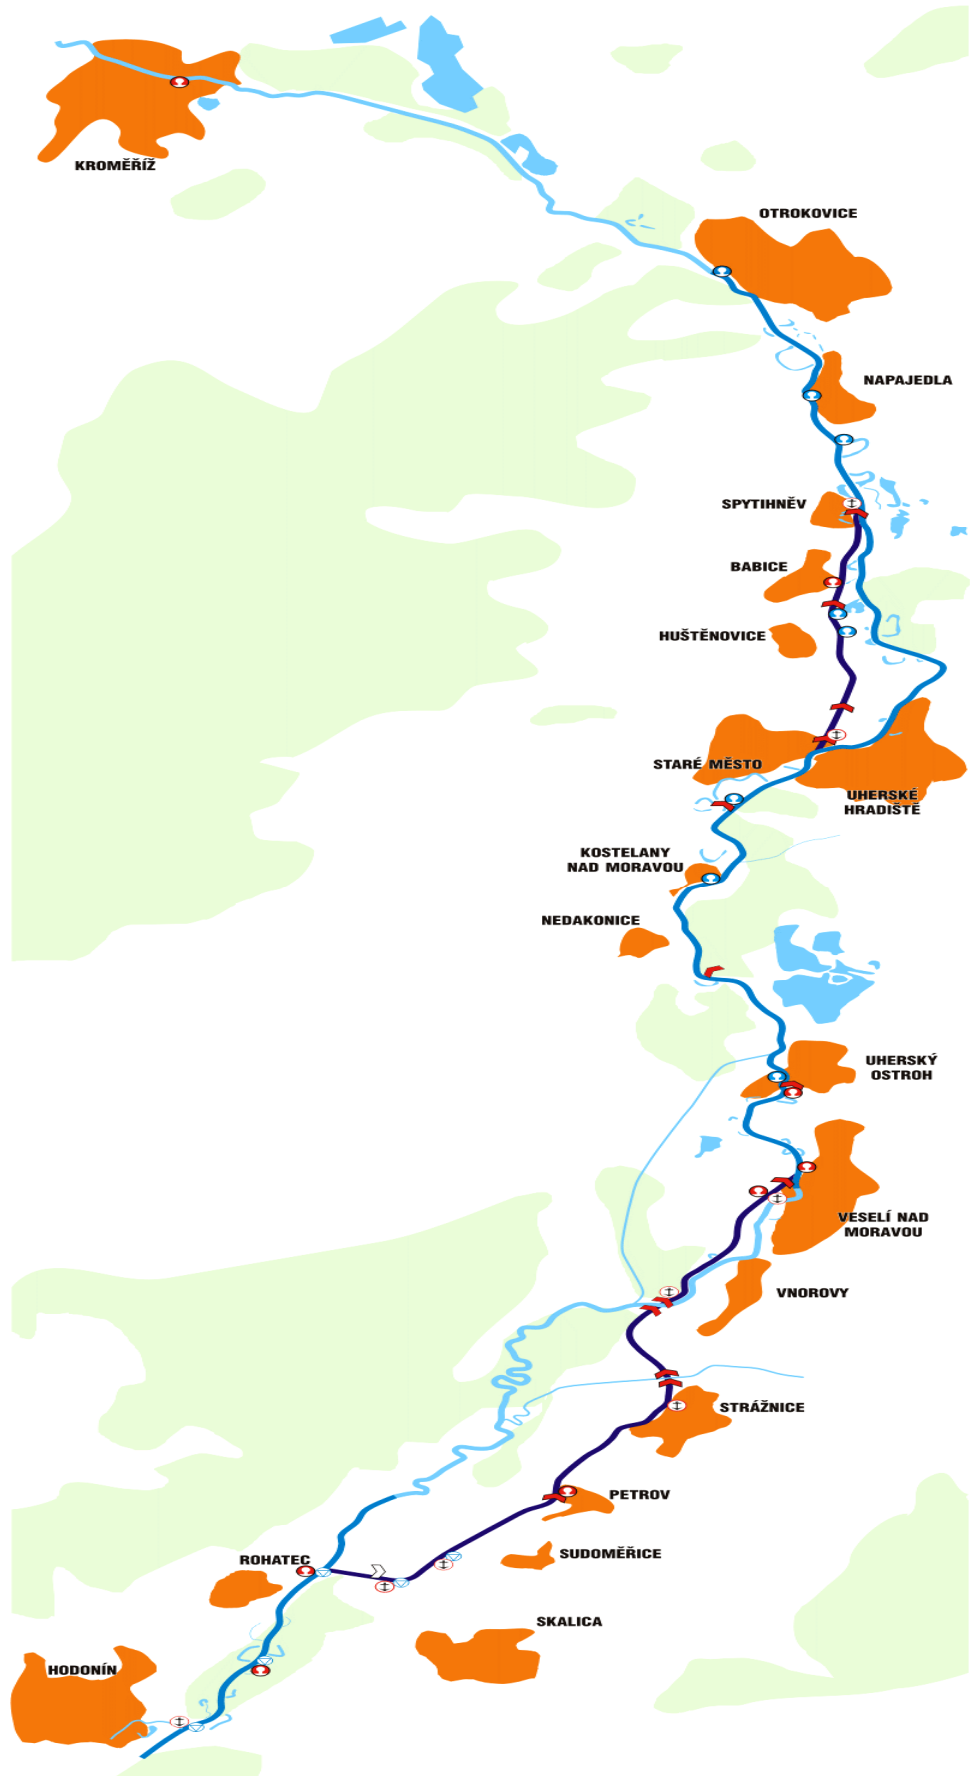 KROMĚŘÍŽ
OTROKOVICE
NAPAJEDLA
SPYTIHNĚV
BABICE
HUŠTĚNOVICE
STARÉ MĚSTO
UHERSKÉ
HRADIŠTĚ
KOSTELANY
NAD MORAVOU
NEDAKONICE
UHERSKÝ
OSTROH
VESELÍ NAD
MORAVOU
VNOROVY
STRÁŽNICE
PETROV
SUDOMĚŘICE
ROHATEC
SKALICA
HODONÍN